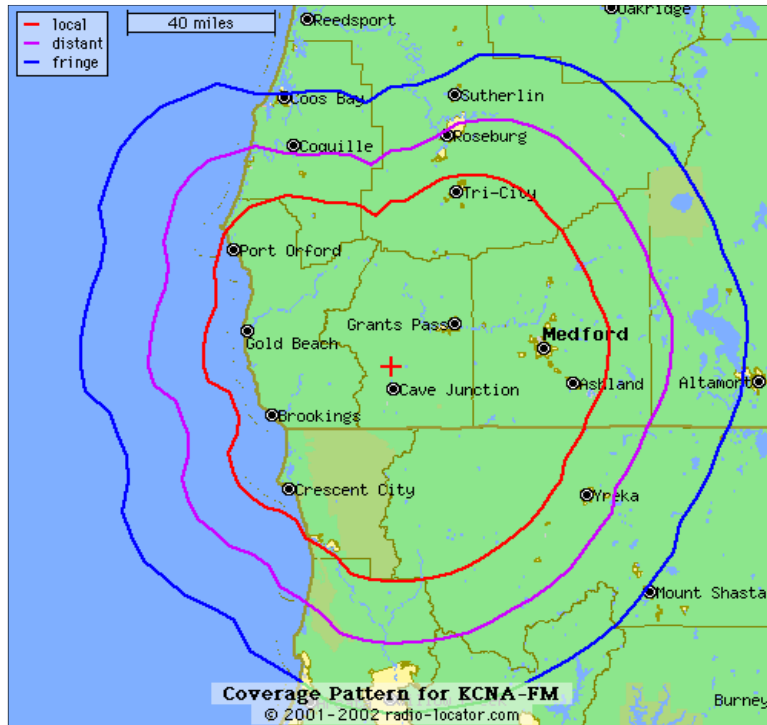 local
distant
fringe
40 miles
Reedsport
Oakridge
Coos Bay
Sutherlin
Coquille
Roseburg
Tri-City
Port Orford
Grants Pass
Medford
Gold Beach
Cave Junction
Ashland
Altamont
Brookings
Crescent City
Yreka
Mount Shasta
Burney
Coverage Pattern for KCNA-FM
© 2001-2002 radio-locator.com